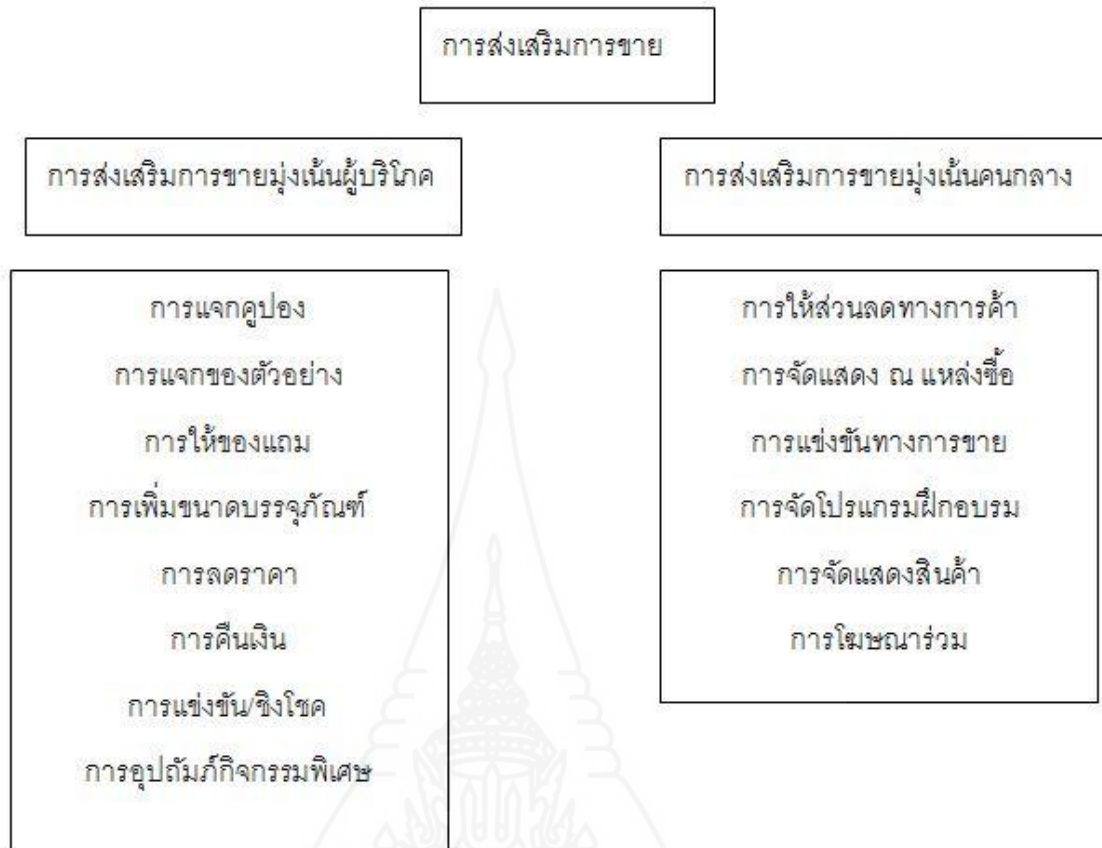 การส่งเสริมการขาย
การส่งเสริมการขายมุ่งเน้นผู้บริโภค
การส่งเสริมการขายมุ่งเน้นคนกลาง
การแจกคูปอง
การแจกของตัวอย่าง
การให้ของแถม
การเพิ่มขนาดบรรจุภัณฑ์
การลดราคา
การคืนเงิน
การแข่งขัน/ชิงโชค
การอุปถัมภ์กิจกรรมพิเศษ
การให้ส่วนลดทางการค้า
การจัดแสดง ณ แหล่งซื้อ
การแข่งขันทางการขาย
การจัดโปรแกรมฝึกอบรม
การจัดแสดงสินค้า
การโฆษณาร่วม